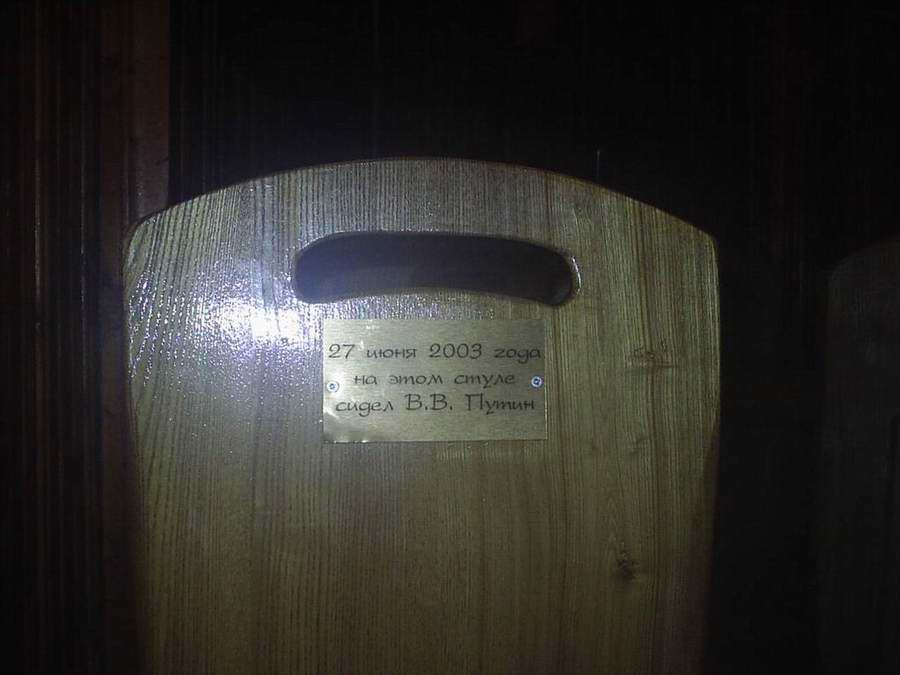 27 июня 2003 года
на этом стуле
сидел В.В. Путин